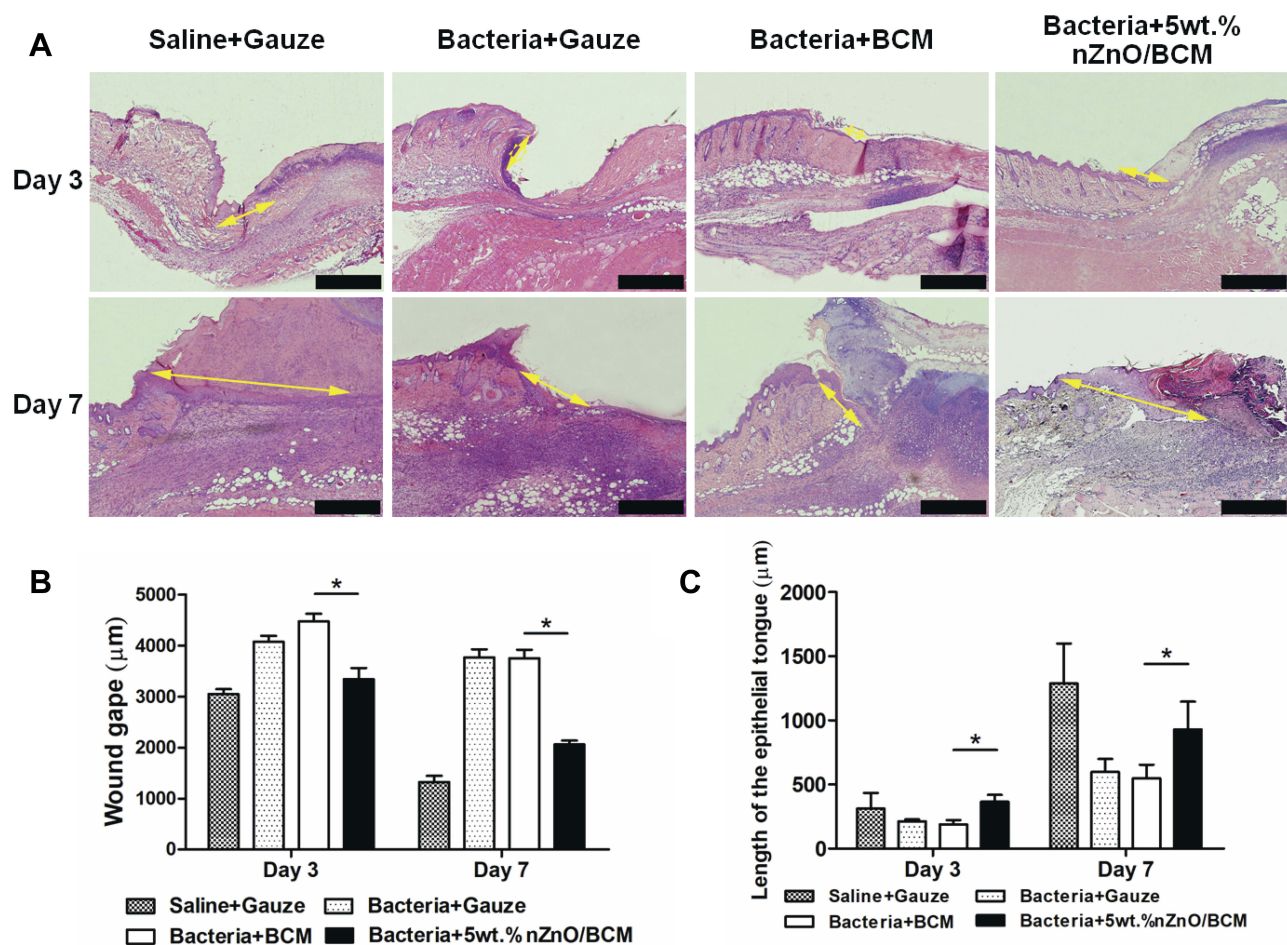 A
Saline+Gauze
Bacteria+Gauze
Bacteria+BCM
Bacteria+5wt.%
nZnO/BCM
Day 3
Day 7
B
Wound gape (μm)
5000
4000
3000
2000
1000
0
*
*
Day 3
Day 7
Saline+Gauze
Bacteria+Gauze
Bacteria+BCM
Bacteria+5wt.%nZnO/BCM
C
Length of the epithelial tongue (μm)
2000
1500
1000
500
0
*
*
Day 3
Day 7
Saline+Gauze
Bacteria+Gauze
Bacteria+BCM
Bacteria+5wt.%nZnO/BCM